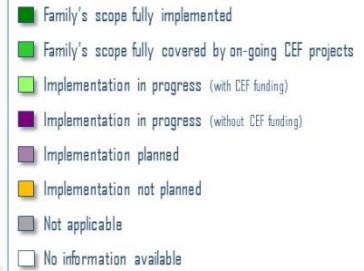 Family's scope fully implemented
Family's scope fully covered by on-going CEF projects
Implementation in progress (with CEF funding)
Implementation in progress (without CEF funding)
Implementation planned
Implementation not planned
Not applicable
No information available